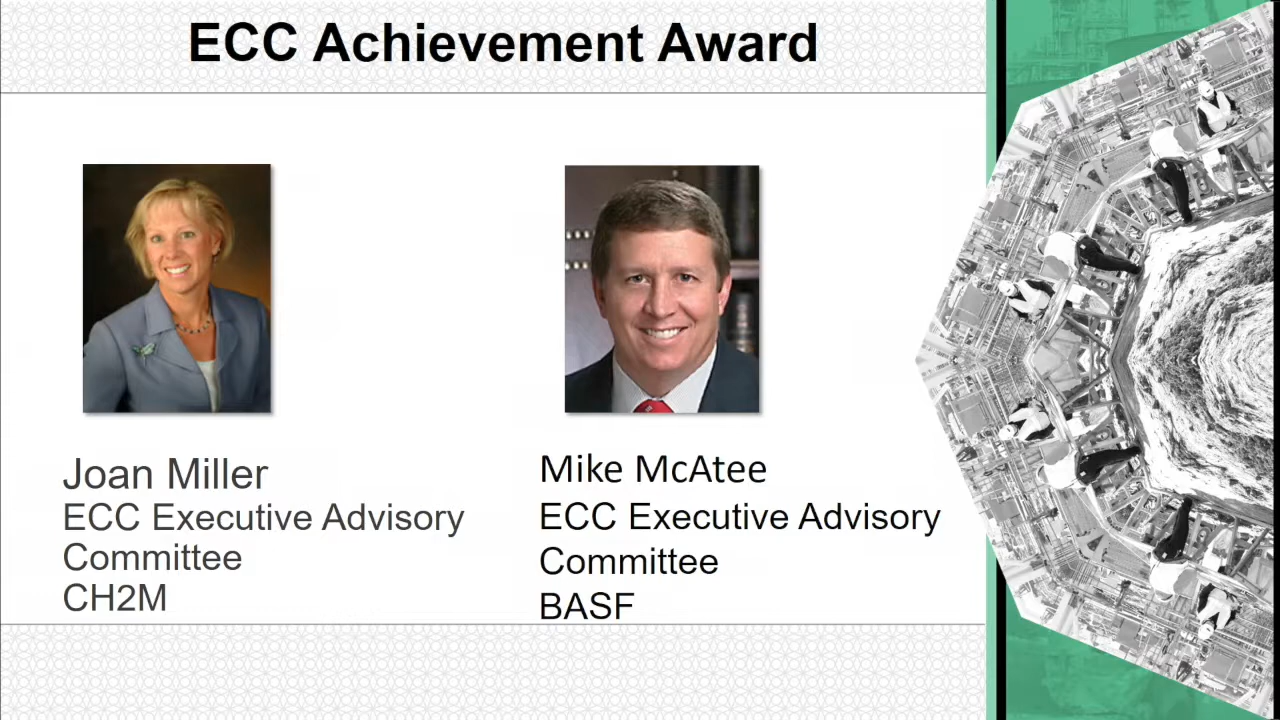 ECC Achievement Award
Joan Miller
ECC Executive Advisory
Committee
CH2M
Mike McAtee
ECC Executive Advisory
Committee
BASF